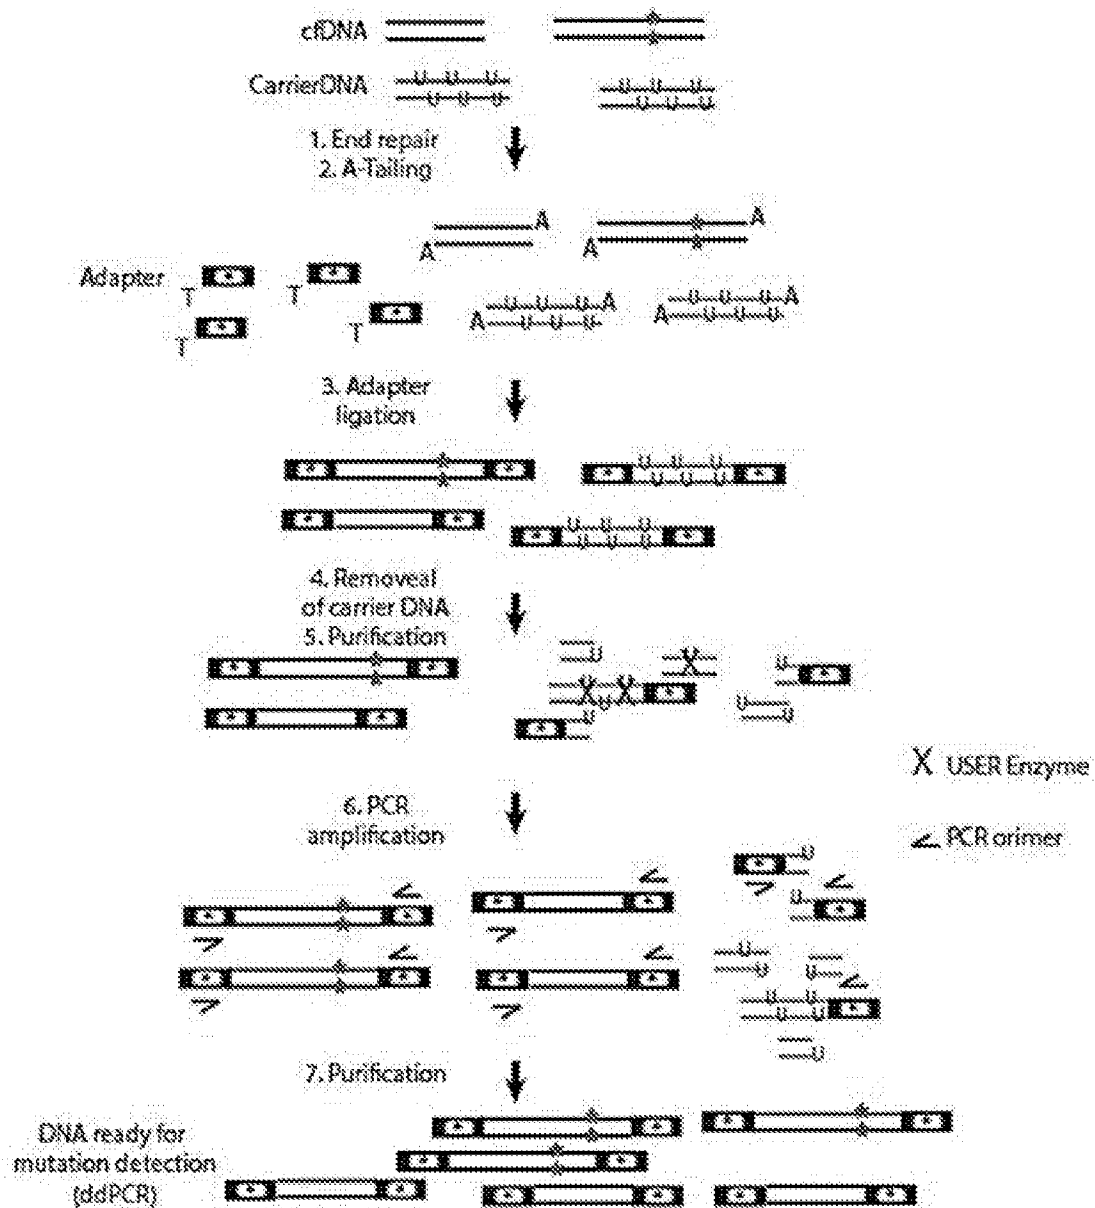 cfDNA
CarrierDNA
U U U U U U
U U U U U U
1. End repair
2. A-Tailing
A A
A A
Adapter
T T
T T
U U U A U U U A
A U U U A U U U
3. Adapter
ligation
U U U
U U U
U U U
U U U
4. Removeal
of carrier DNA
5. Purification
U U U
U X U U
U U
X X U U
U U
X USER Enzyme
6. PCR
amplification
PCR orimer
U
U
U
U U
U U
U U
U
7. Purification
DNA ready for
mutation detection
(ddPCR)